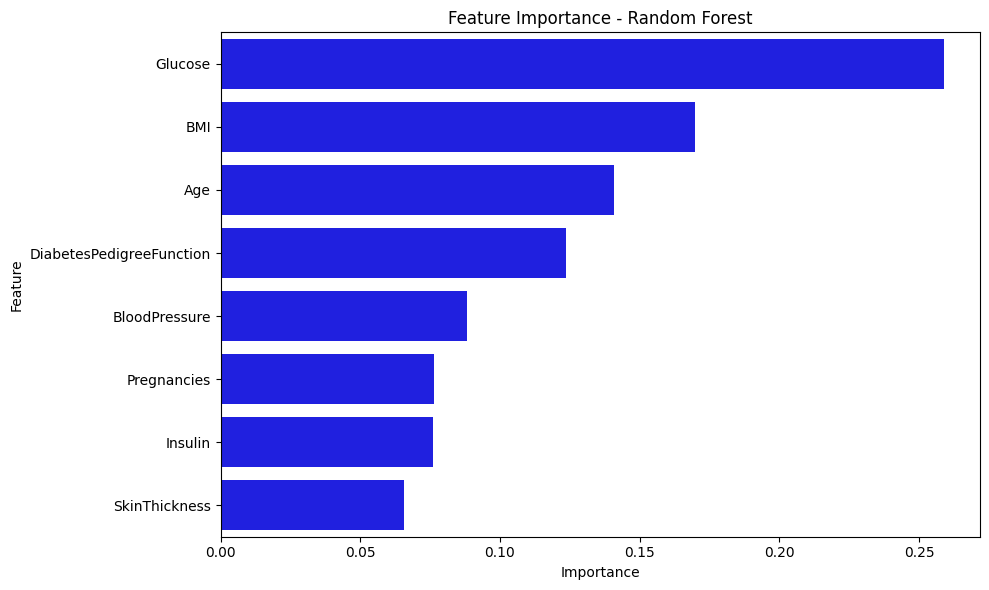 Feature Importance - Random Forest
Feature
Glucose
BMI
Age
DiabetesPedigreeFunction
BloodPressure
Pregnancies
Insulin
SkinThickness
0.00 0.05 0.10 0.15 0.20 0.25
Importance